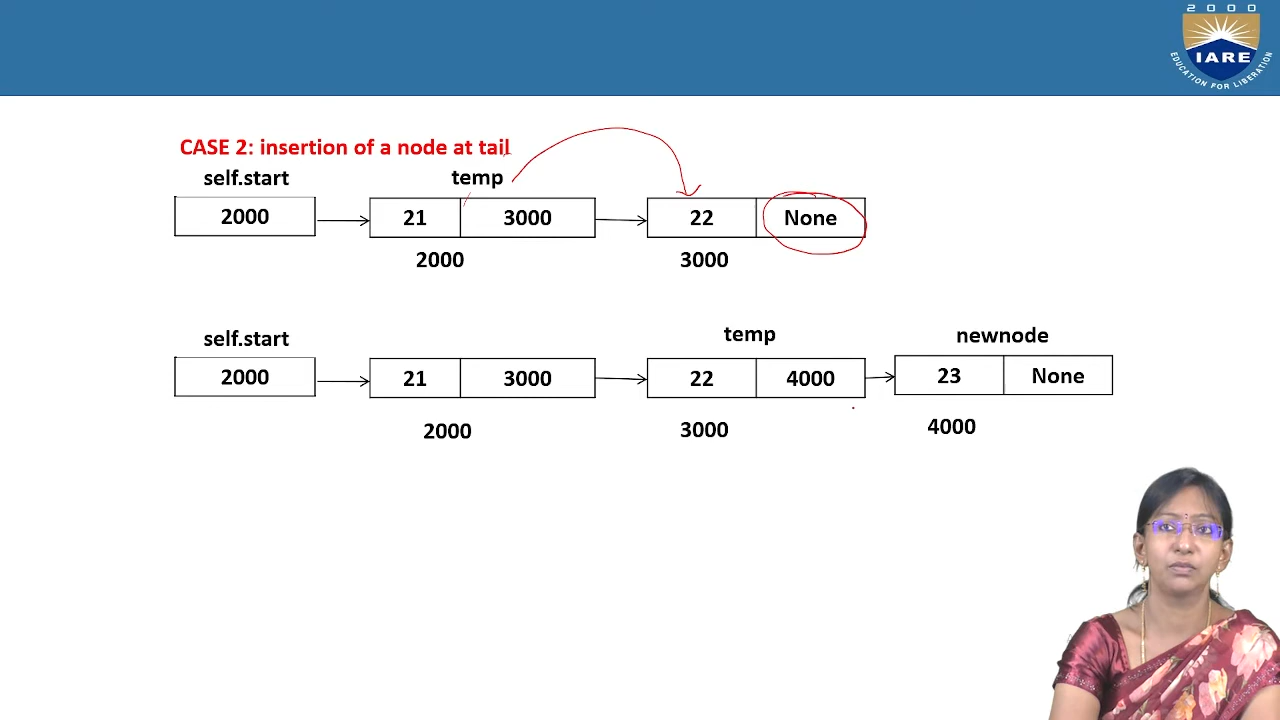 2 0 0 0
IARE
EDUCATION FOR LIBERATION
CASE 2: insertion of a node at tail
self.start temp
2000 21 3000 22 None
2000 3000
self.start temp newnode
2000 21 3000 22 4000 23 None
2000 3000 4000